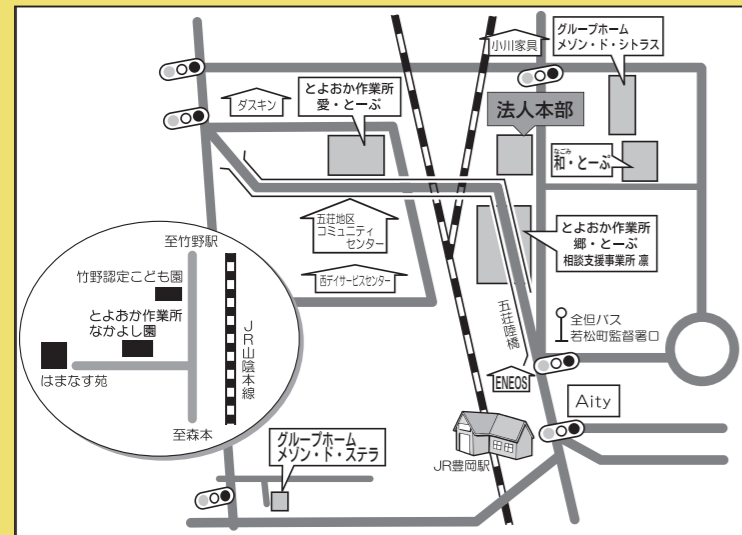 小川家具
グループホーム
メゾン・ド・シトラス
とよおか作業所
愛・とーぷ
ダスキン
法人本部
なごみ
和・とーぷ
五荘地区
コミュニティ
センター
とよおか作業所
郷・とーぷ
相談支援事業所 凛
西デイサービスセンター
五荘陸橋
全但バス
若松町監督署口
ENEOS
Aity
JR豊岡駅
グループホーム
メゾン・ド・ステラ
至竹野駅
竹野認定こども園
とよおか作業所
なかよし園
はまなす苑
JR山陰本線
至森本